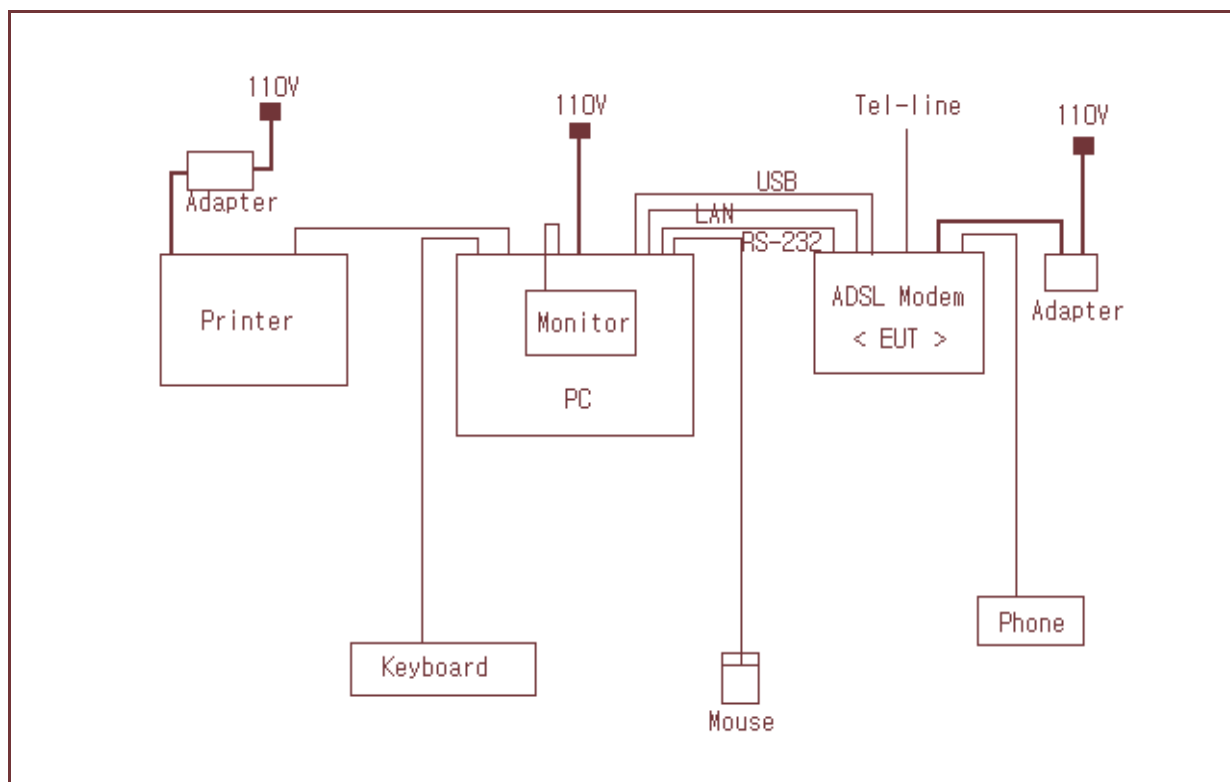 110V
110V
Tel-line
110V
Adapter
USB
LAN
RS-232
Printer
Monitor
ADSL Modem
< EUT >
Adapter
PC
Phone
Keyboard
Mouse